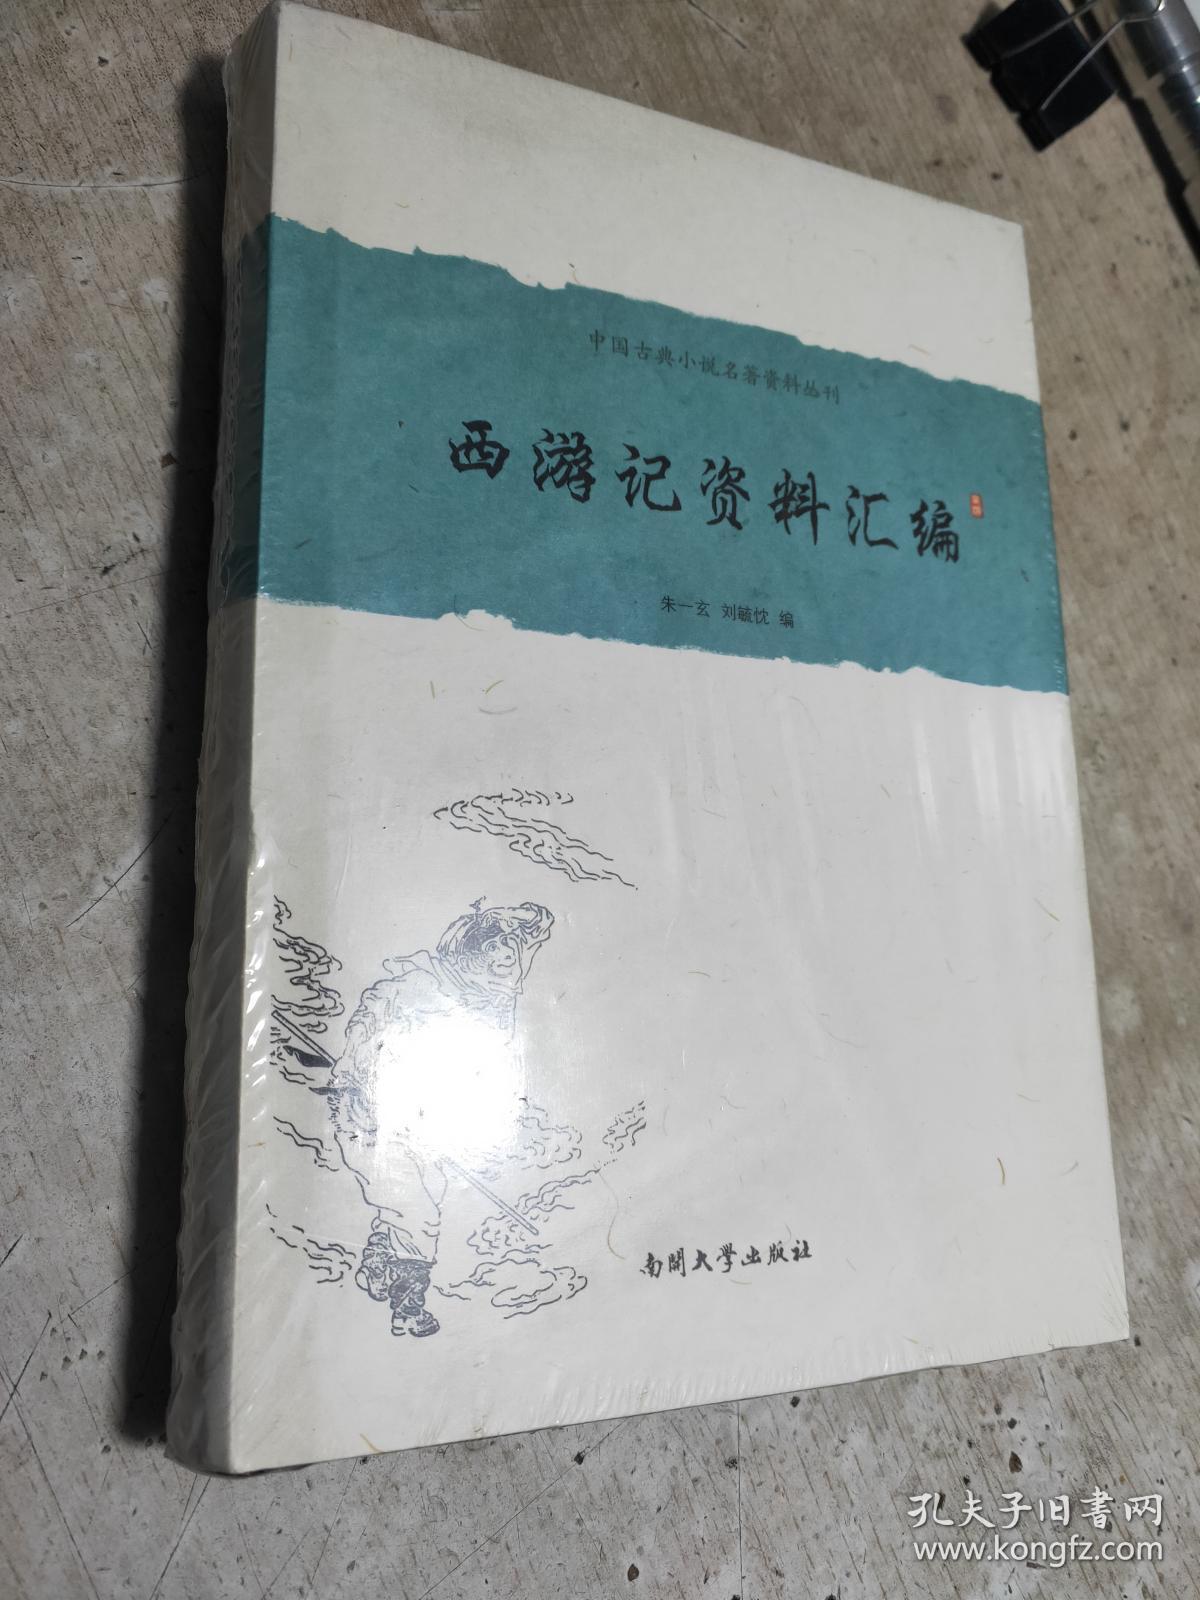 中国古典小说名著资料丛刊
西游记资料汇编
朱一玄 刘毓忱 编
南開大學出版社
孔夫子旧書网
www.kongfz.com